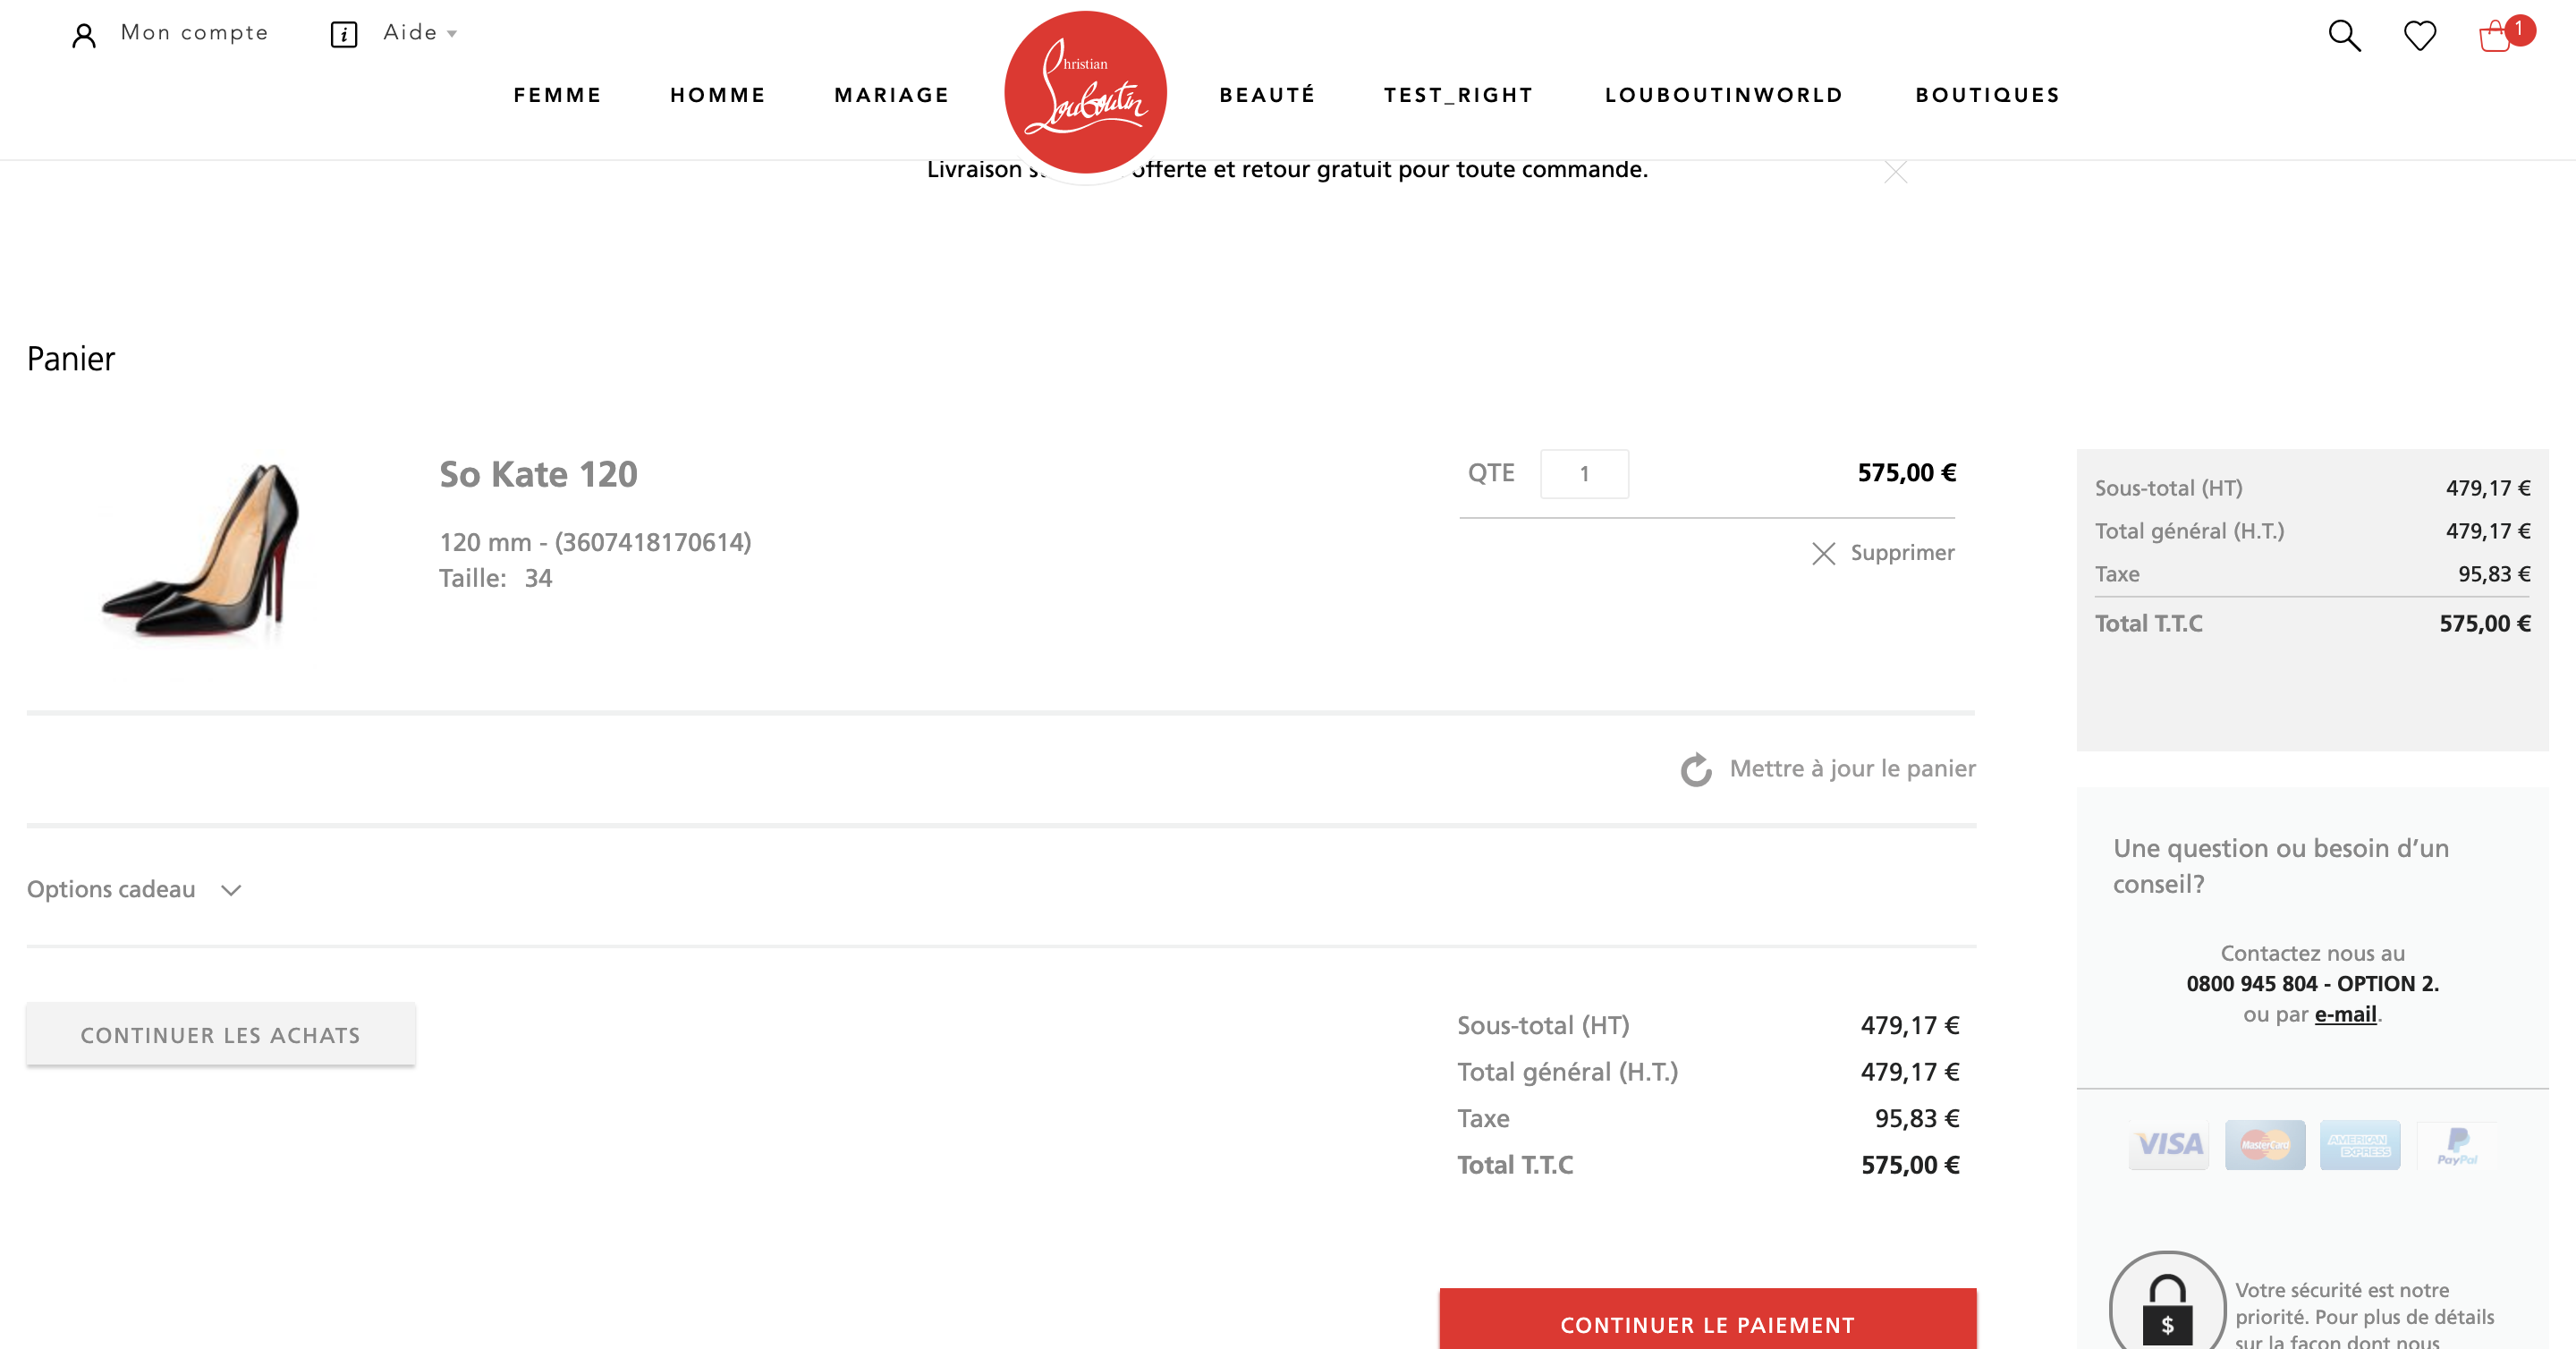 Mon compte
Aide
1
FEMME
HOMME
MARIAGE
Christian
Louboutin
BEAUTÉ
TEST_RIGHT
LOUBOUTINWORLD
BOUTIQUES
Livraison offerte et retour gratuit pour toute commande.
Panier
So Kate 120
120 mm - (3607418170614)
Taille: 34
QTE 1 575,00 €
Supprimer
Mettre à jour le panier
Options cadeau
CONTINUER LES ACHATS
Sous-total (HT) 479,17 €
Total général (H.T.) 479,17 €
Taxe 95,83 €
Total T.T.C 575,00 €
CONTINUER LE PAIEMENT
Sous-total (HT) 479,17 €
Total général (H.T.) 479,17 €
Taxe 95,83 €
Total T.T.C 575,00 €
Une question ou besoin d’un
conseil?
Contactez nous au
0800 945 804 - OPTION 2.
ou par e-mail.
VISA
MasterCard
AMERICAN
EXPRESS
PayPal
$
Votre sécurité est notre
priorité. Pour plus de détails
sur la façon dont nous